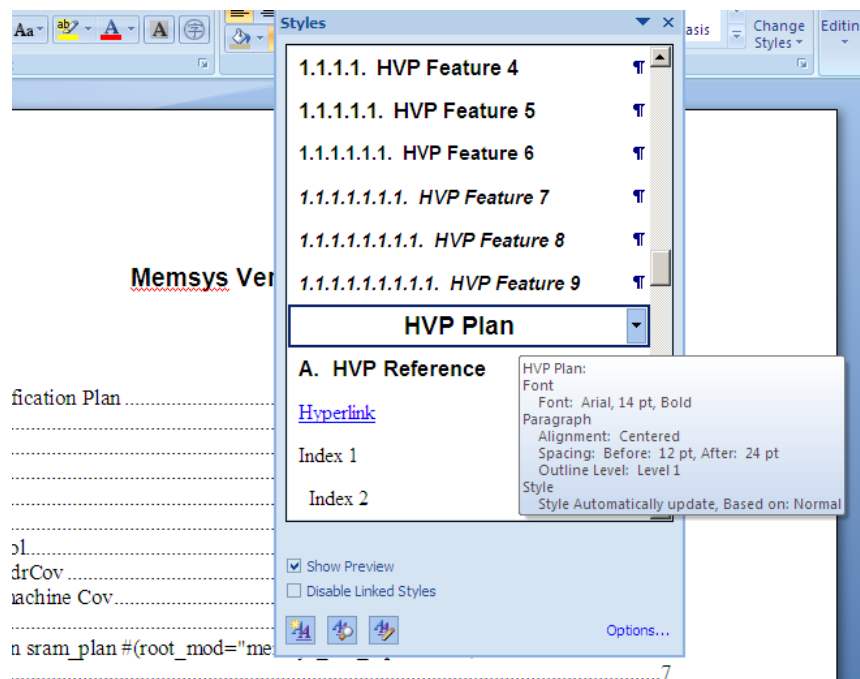 Aa
ab
A
A
字
Styles
asis
Change
Styles
Editin
1.1.1.1. HVP Feature 4 ¶
1.1.1.1.1. HVP Feature 5 ¶
1.1.1.1.1.1. HVP Feature 6 ¶
1.1.1.1.1.1.1. HVP Feature 7 ¶
1.1.1.1.1.1.1.1. HVP Feature 8 ¶
1.1.1.1.1.1.1.1.1. HVP Feature 9 ¶
HVP Plan
A. HVP Reference
Hyperlink
Index 1
Index 2
HVP Plan:
Font
Font: Arial, 14 pt, Bold
Paragraph
Alignment: Centered
Spacing: Before: 12 pt, After: 24 pt
Outline Level: Level 1
Style
Style Automatically update, Based on: Normal
Show Preview
Disable Linked Styles
Options...
Memsys Ver
fication Plan
ol
drCov
nachine Cov
n sram_plan #(root_mod="me
7